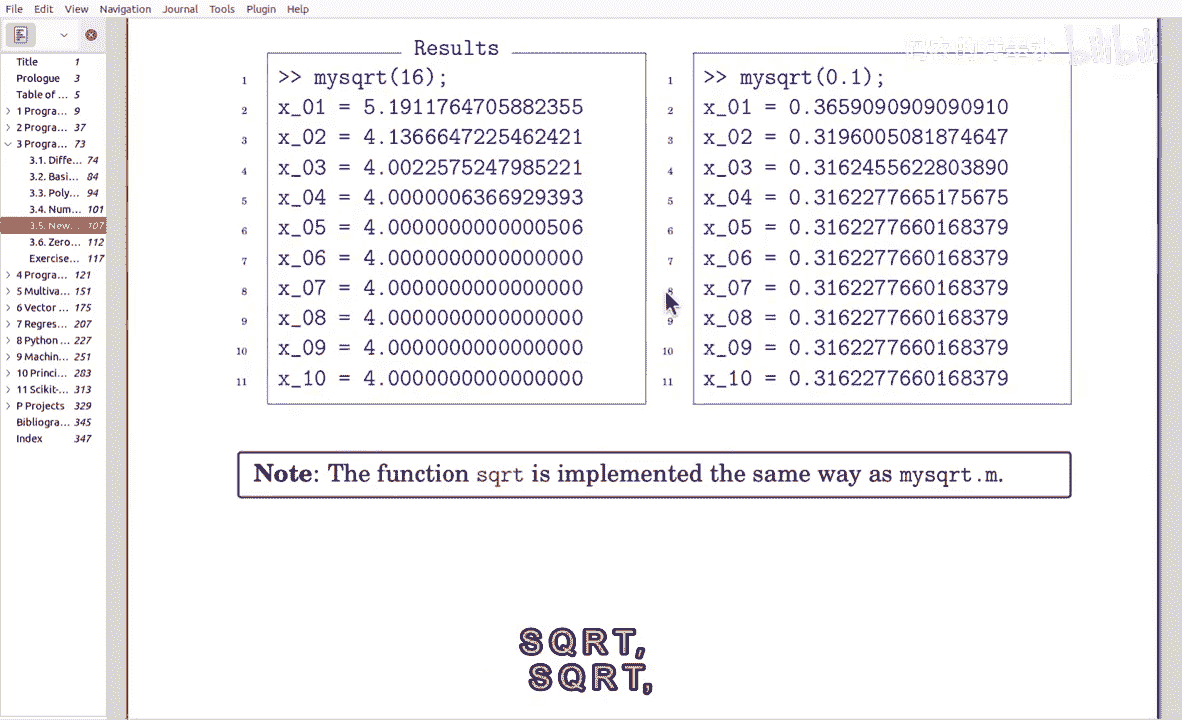 File Edit View Navigation Journal Tools Plugin Help
Title 1
Prologue 3
Table of ... 5
1 Progra... 9
2 Progra... 37
3 Progra... 73
3.1. Diffe... 74
3.2. Basi... 84
3.3. Poly... 94
3.4. Num... 101
3.5. New... 107
3.6. Zero... 112
Exercise... 117
4 Progra... 121
5 Multiva... 151
6 Vector ... 175
7 Regres... 207
8 Python ... 227
9 Machin... 251
10 Princi... 283
11 Scikit-... 313
P Projects 329
Bibliogra... 345
Index 347
Results
1 >> mysqrt(16);
2 x_01 = 5.1911764705882355
3 x_02 = 4.1366647225462421
4 x_03 = 4.0022575247985221
5 x_04 = 4.0000006366929393
6 x_05 = 4.0000000000000506
7 x_06 = 4.0000000000000000
8 x_07 = 4.0000000000000000
9 x_08 = 4.0000000000000000
10 x_09 = 4.0000000000000000
11 x_10 = 4.0000000000000000
1 >> mysqrt(0.1);
2 x_01 = 0.3659090909090910
3 x_02 = 0.3196005081874647
4 x_03 = 0.3162455622803890
5 x_04 = 0.3162277665175675
6 x_05 = 0.3162277660168379
7 x_06 = 0.3162277660168379
8 x_07 = 0.3162277660168379
9 x_08 = 0.3162277660168379
10 x_09 = 0.3162277660168379
11 x_10 = 0.3162277660168379
Note: The function sqrt is implemented the same way as mysqrt.m.
SQRT,
SQRT,